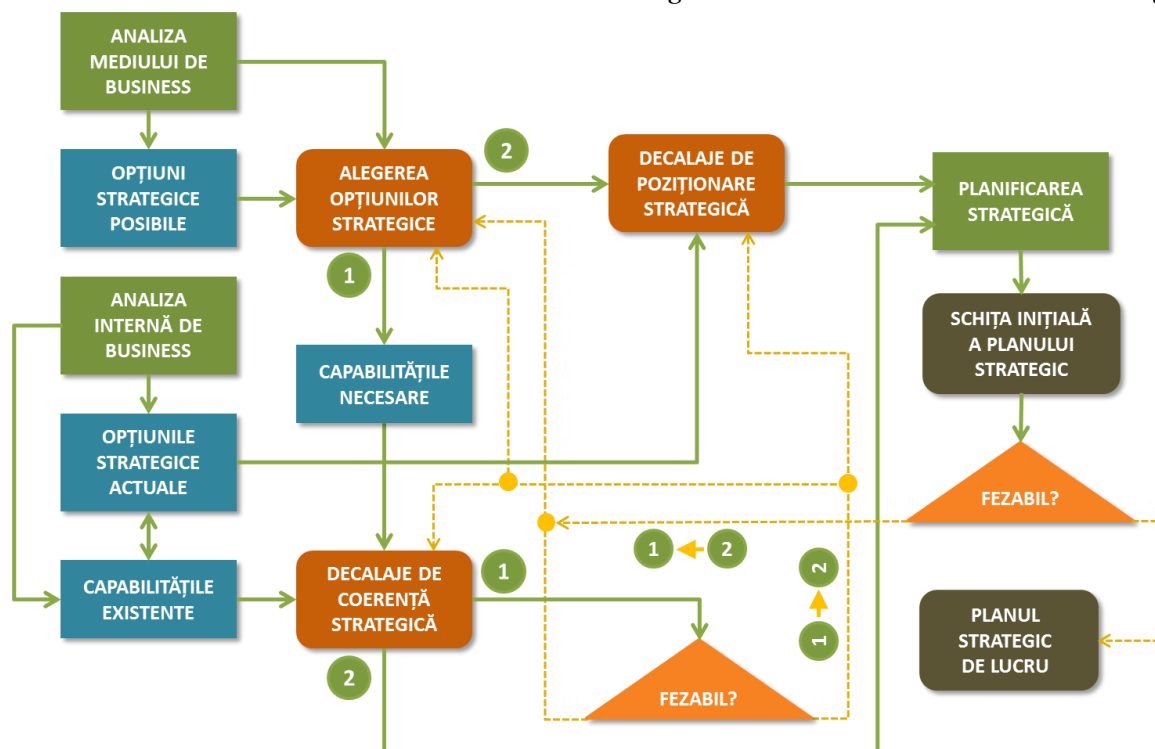 ANALIZA
MEDIULUI DE
BUSINESS
OPȚIUNI
STRATEGICE
POSIBILE
ALEGEREA
OPȚIUNILOR
STRATEGICE
2
DECALAJE DE
POZIȚIONARE
STRATEGICĂ
PLANIFICAREA
STRATEGICĂ
1
ANALIZA
INTERNĂ DE
BUSINESS
SCHIȚA INIȚIALĂ
A PLANULUI
STRATEGIC
CAPABILITĂȚILE
NECESARE
OPȚIUNILE
STRATEGICE
ACTUALE
FEZABIL?
1 2
2
1
CAPABILITĂȚILE
EXISTENTE
DECALAJE DE
COERENȚĂ
STRATEGICĂ
1
2
FEZABIL?
PLANUL
STRATEGIC
DE LUCRU